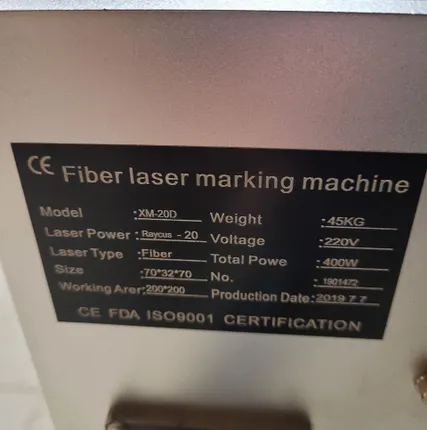 CE Fiber laser marking machine
Model :XM-20D Weight :45KG
Laser Power :Raycus - 20 Voltage :220V
Laser Type :Fiber Total Powe :400W
Size :70*32*70 No. :1901472
Working Arer:200*200 Production Date:2019 7 7
CE FDA ISO9001 CERTIFICATION